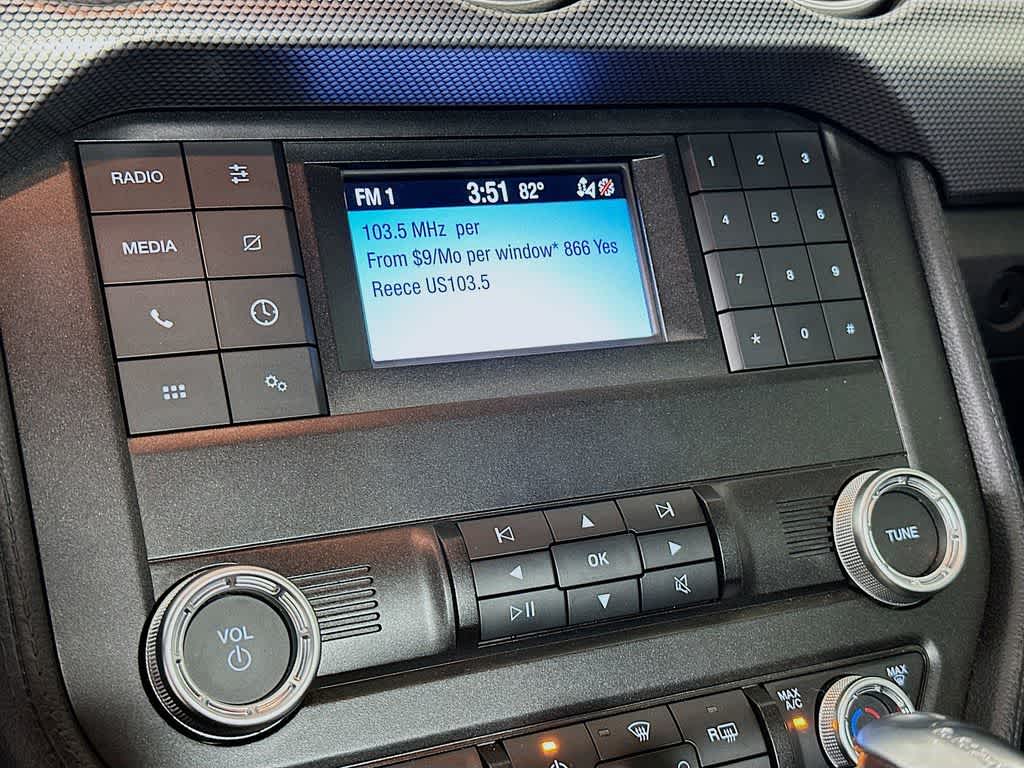 RADIO
MEDIA
FM 1 3:51 82°
103.5 MHz per
From $9/Mo per window* 866 Yes
Reece US103.5
1 2 3
4 5 6
7 8 9
* 0 #
OK
VOL
TUNE
MAX A/C
MAX
R